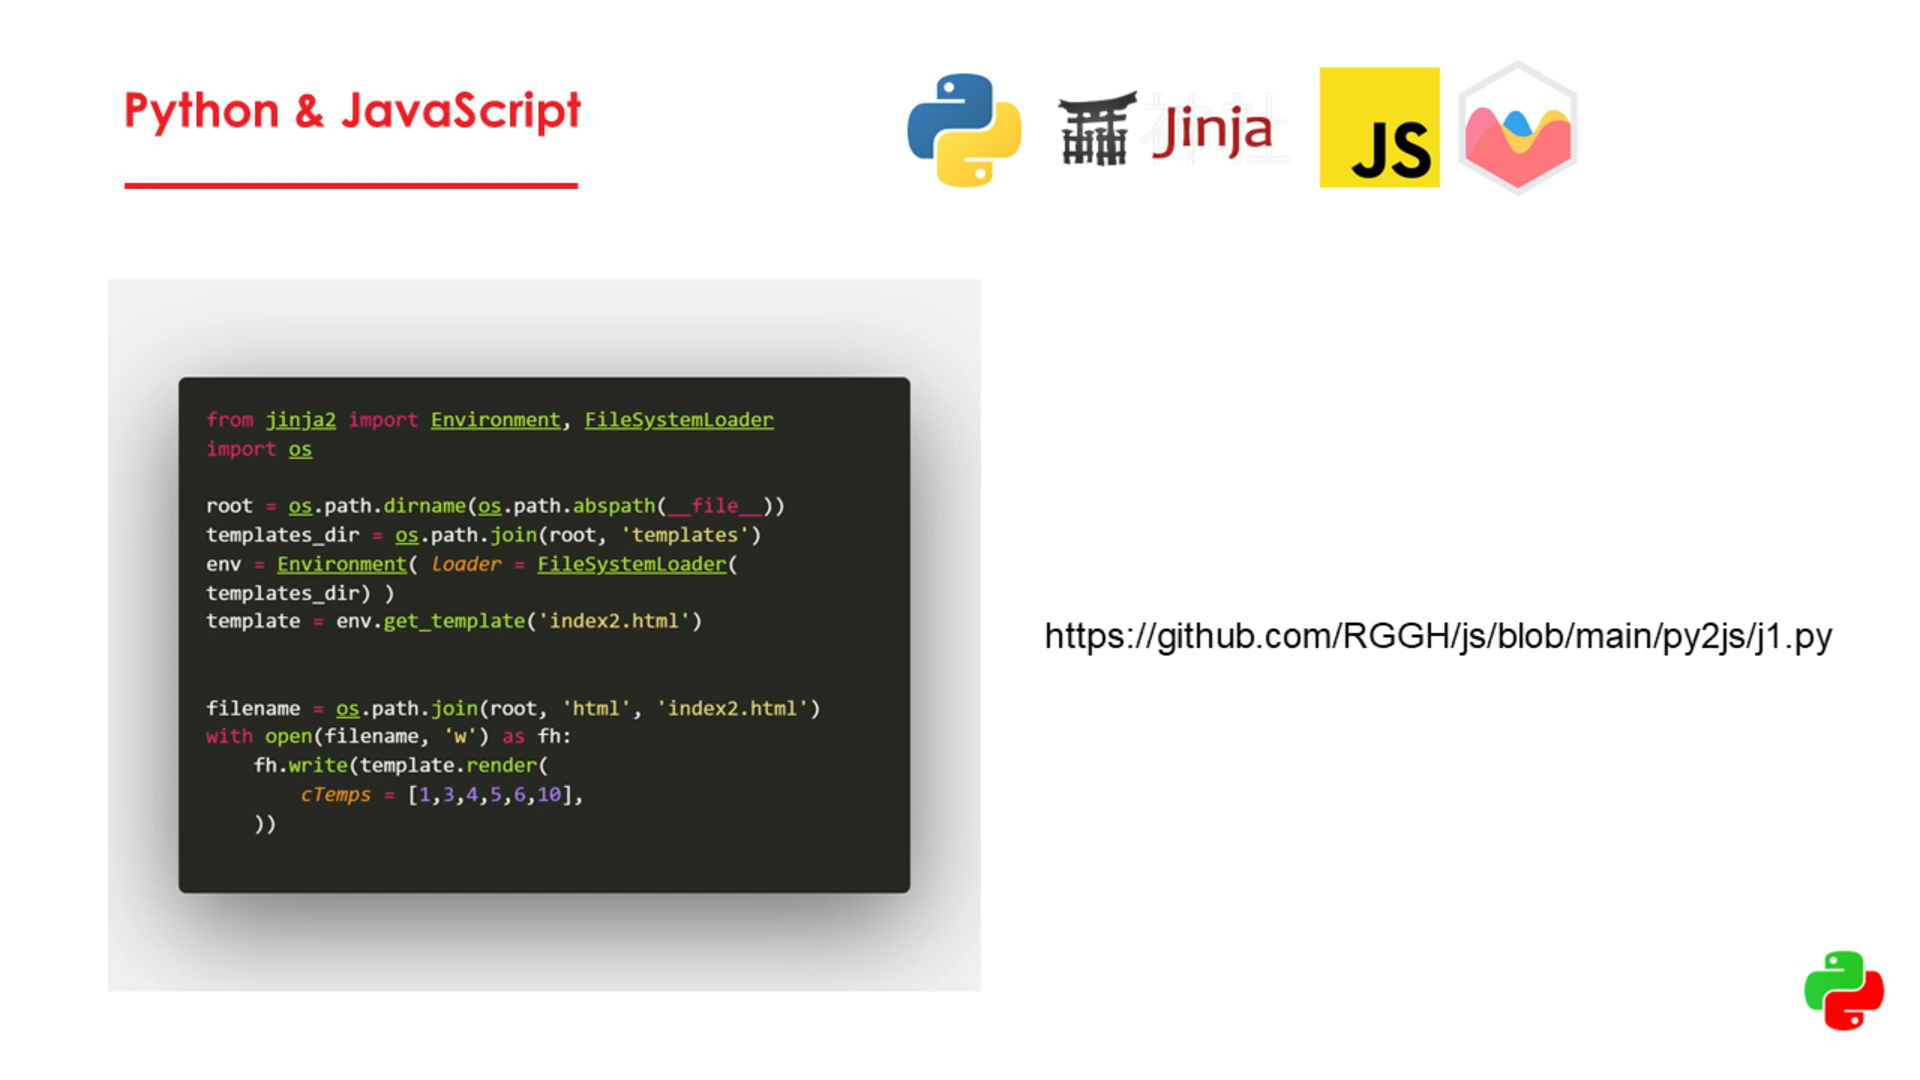 Python & JavaScript
Jinja
JS
from jinja2 import Environment, FileSystemLoader
import os
root = os.path.dirname(os.path.abspath(__file__))
templates_dir = os.path.join(root, 'templates')
env = Environment( loader = FileSystemLoader(
templates_dir) )
template = env.get_template('index2.html')
filename = os.path.join(root, 'html', 'index2.html')
with open(filename, 'w') as fh:
    fh.write(template.render(
        cTemps = [1,3,4,5,6,10],
    ))
https://github.com/RGGH/js/blob/main/py2js/j1.py